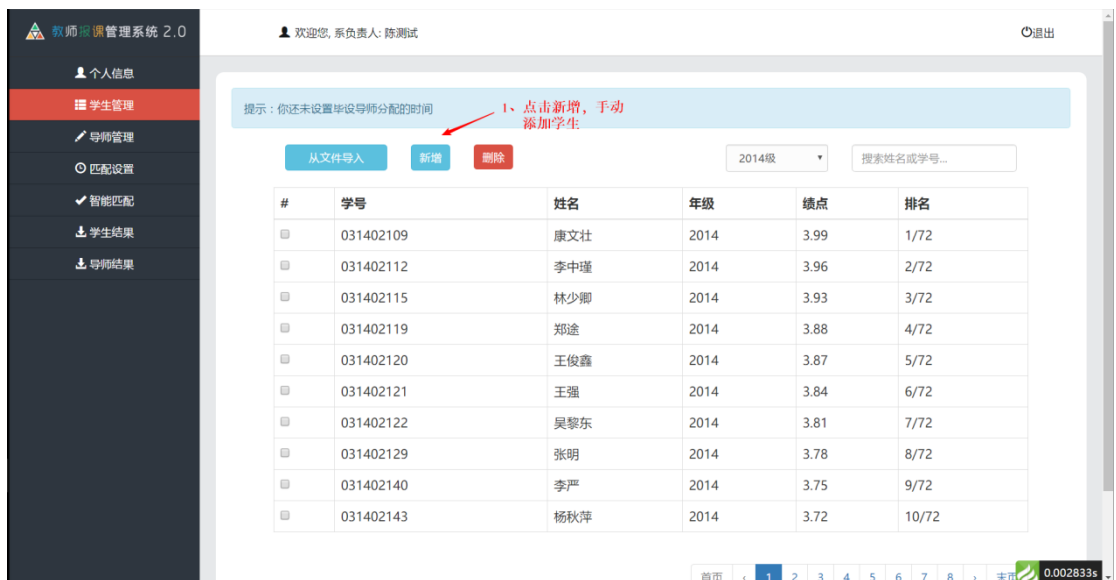 教师报课管理系统 2.0
欢迎您, 系负责人: 陈测试
退出
个人信息
学生管理
导师管理
匹配设置
智能匹配
学生结果
导师结果
提示：你还未设置毕设导师分配的时间
1、点击新增，手动
添加学生
从文件导入 新增 删除 2014级 搜索姓名或学号...
# 学号 姓名 年级 绩点 排名
031402109 康文壮 2014 3.99 1/72
031402112 李中瑾 2014 3.96 2/72
031402115 林少卿 2014 3.93 3/72
031402119 郑途 2014 3.88 4/72
031402120 王俊鑫 2014 3.87 5/72
031402121 王强 2014 3.84 6/72
031402122 吴黎东 2014 3.81 7/72
031402129 张明 2014 3.78 8/72
031402140 李严 2014 3.75 9/72
031402143 杨秋萍 2014 3.72 10/72
首页 ‹ 1 2 3 4 5 6 7 8 › 末页
0.002833s